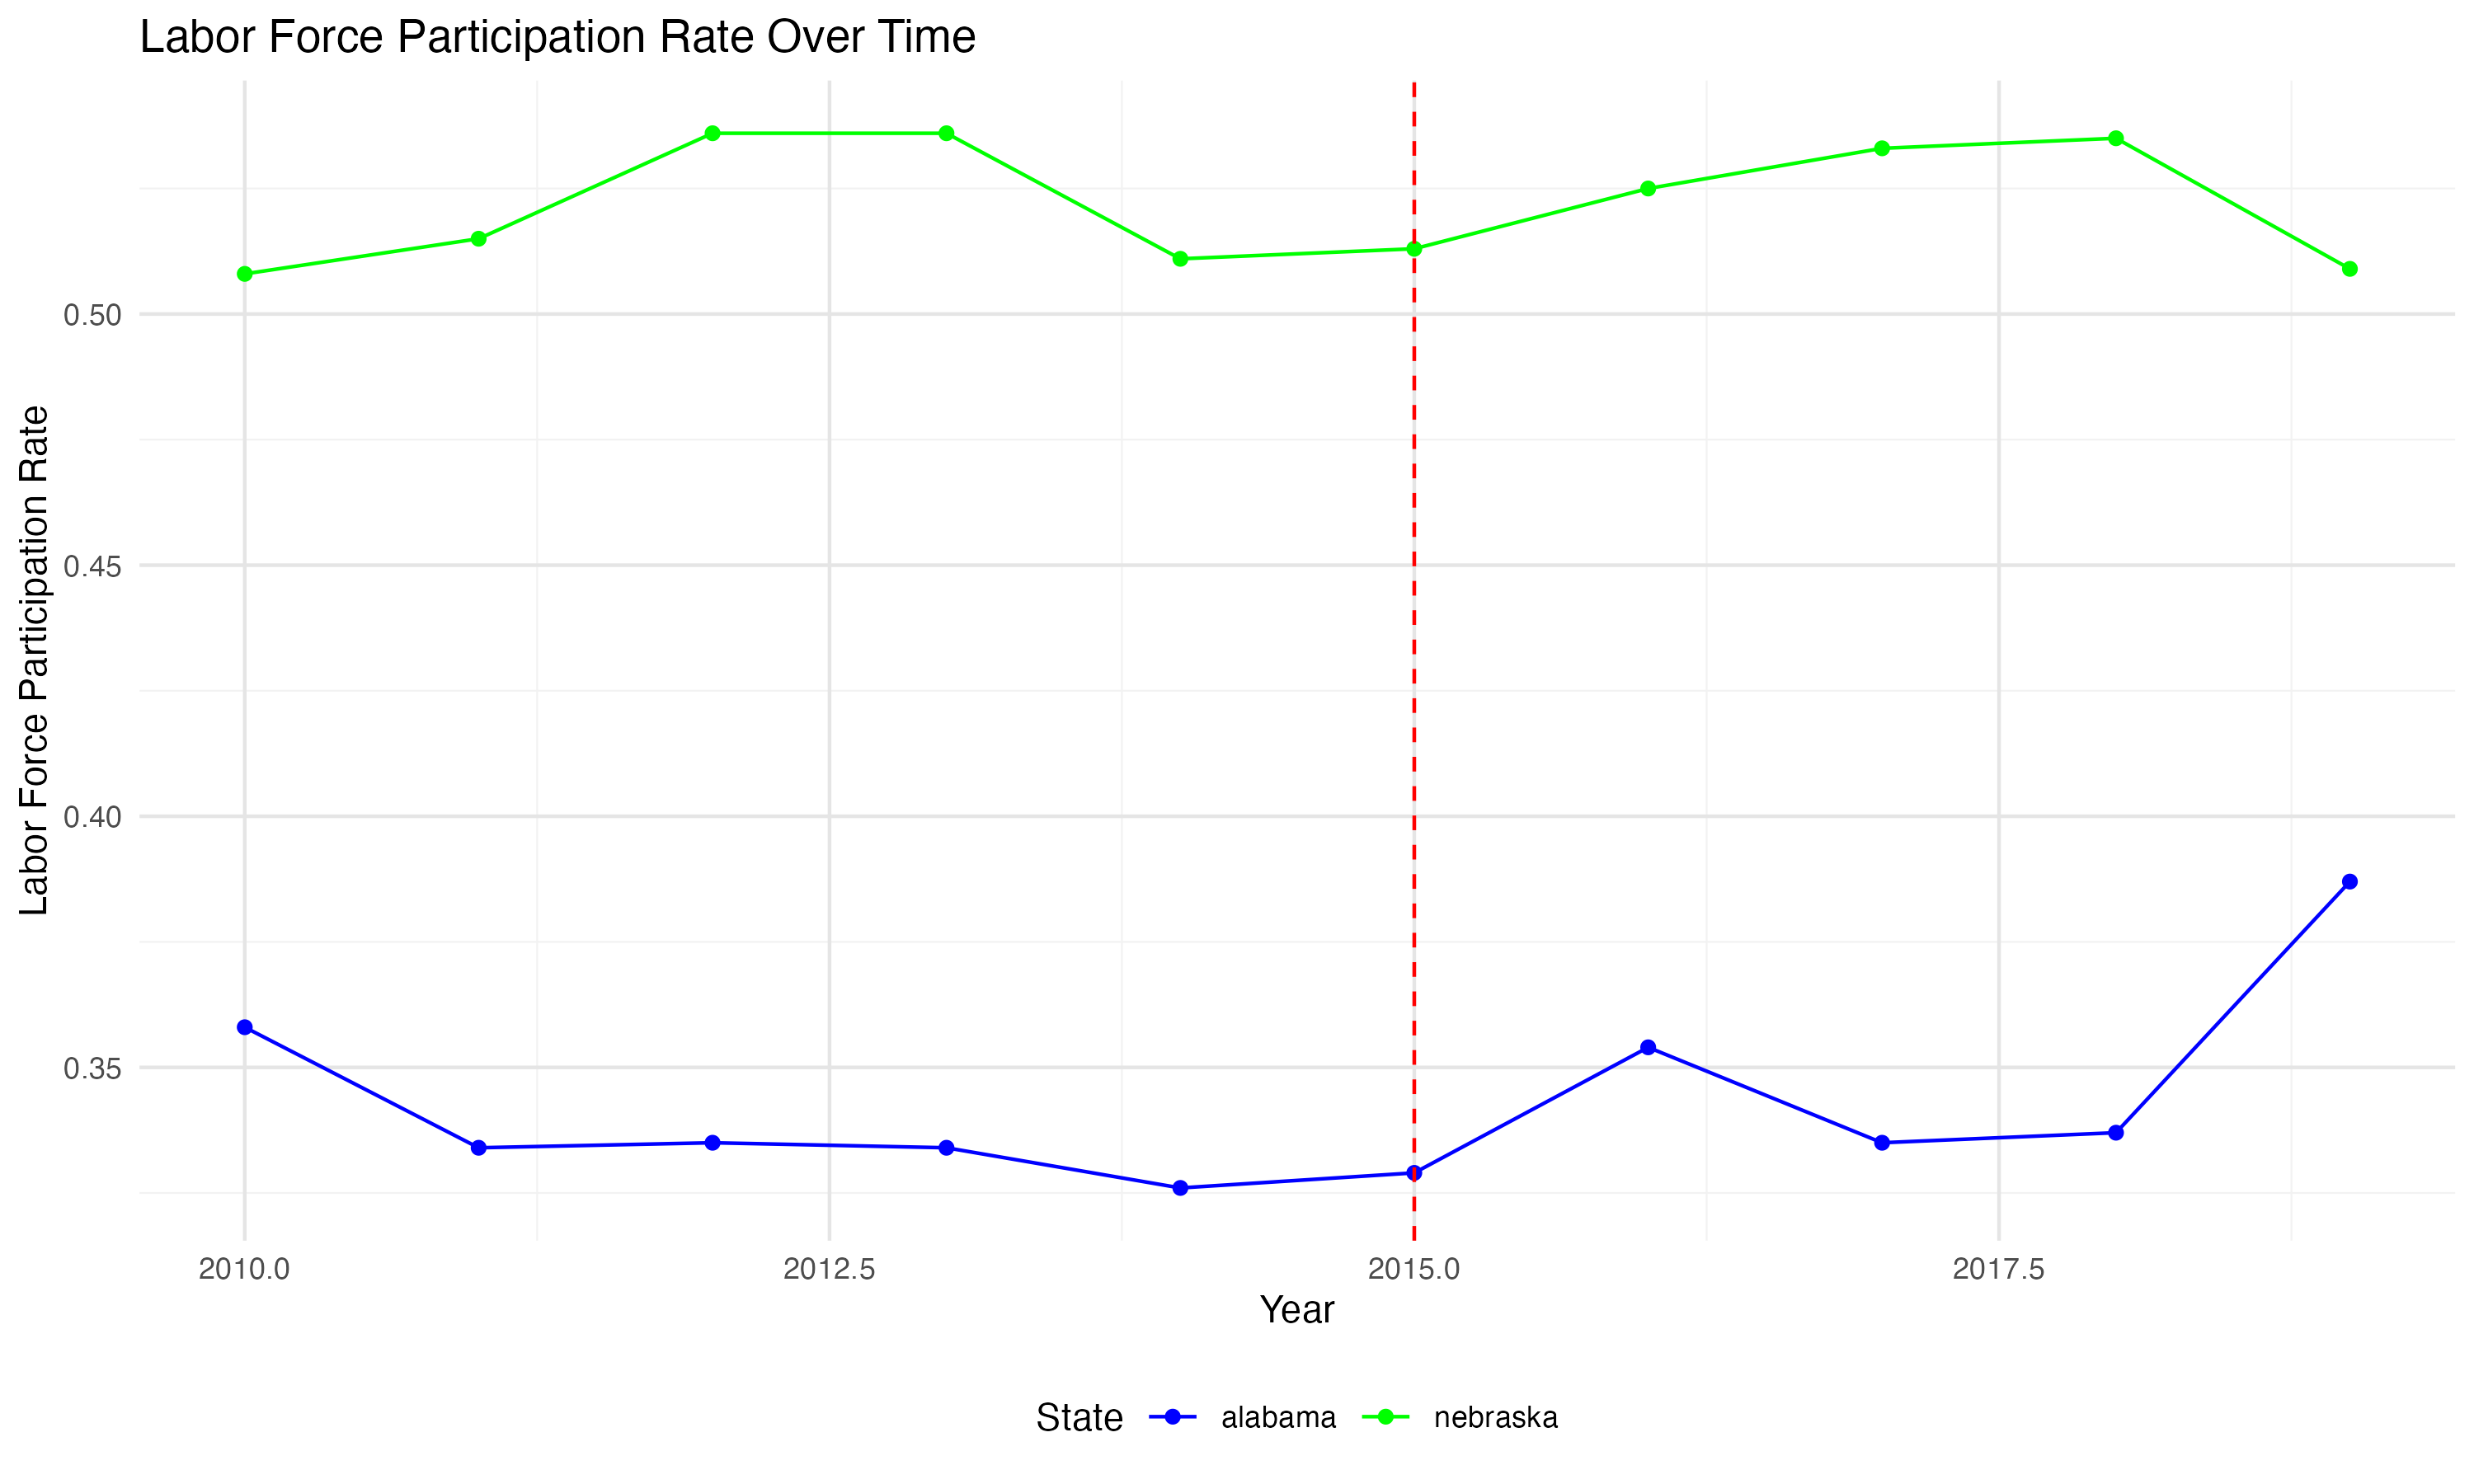 Labor Force Participation Rate Over Time
Labor Force Participation Rate
0.50
0.45
0.40
0.35
2010.0 2012.5 2015.0 2017.5
Year
State alabama nebraska